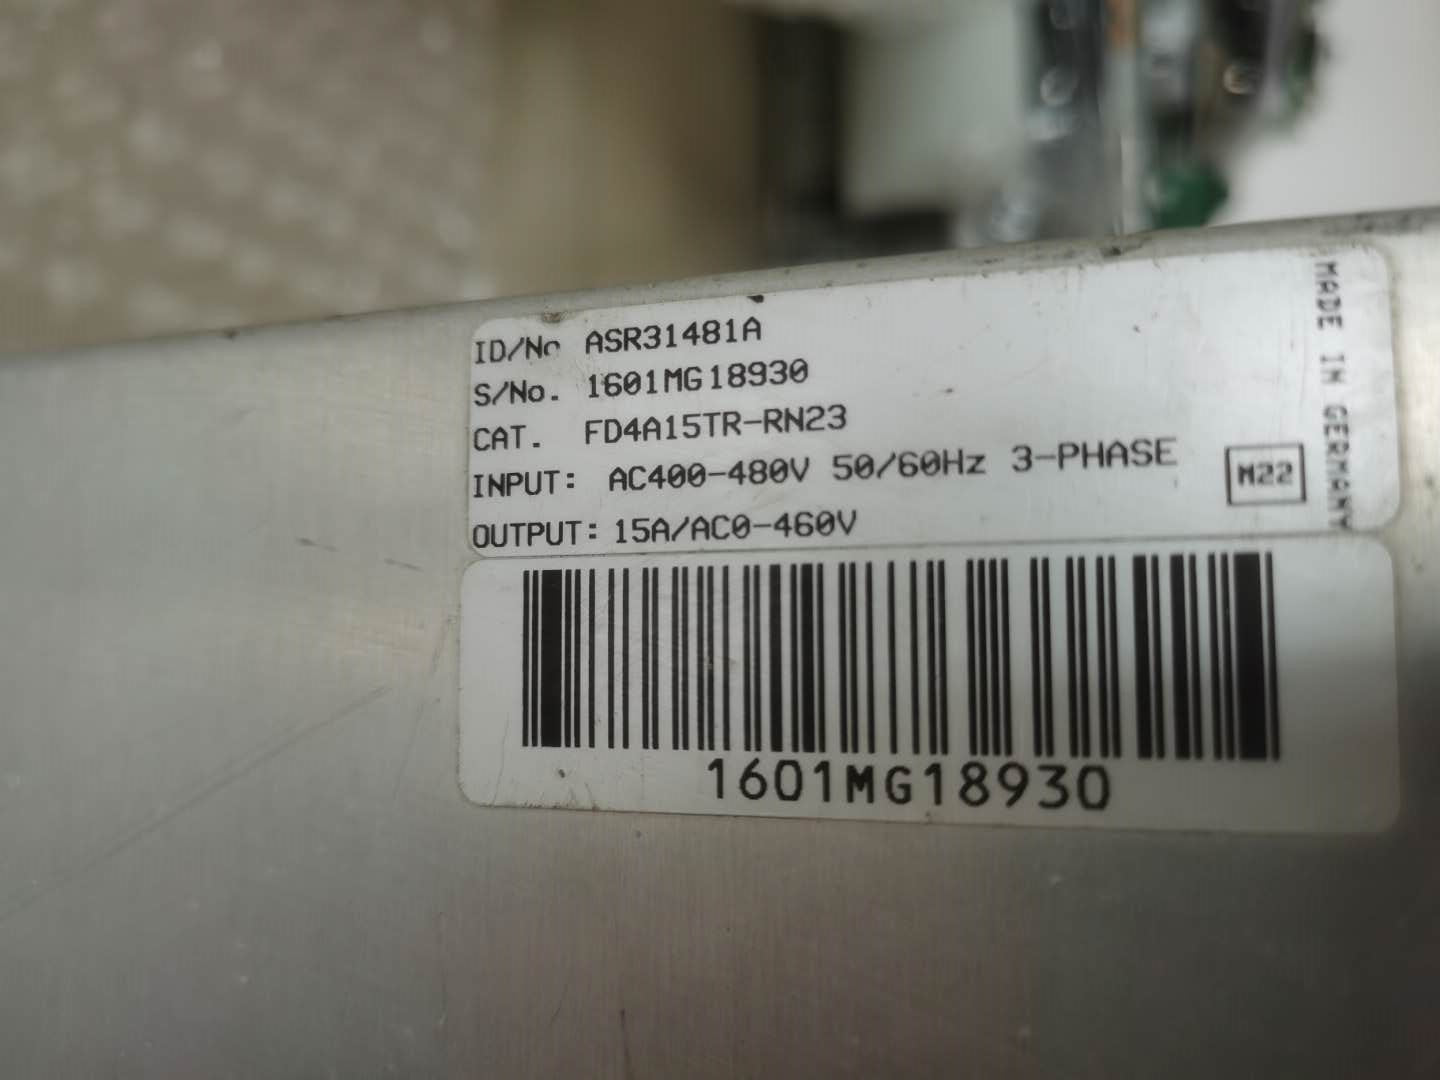 ID/No ASR31481A
S/No. 1601MG18930
CAT. FD4A15TR-RN23
INPUT: AC400-480V 50/60Hz 3-PHASE
OUTPUT: 15A/AC0-460V
M22
MADE IN GERMANY
1601MG18930